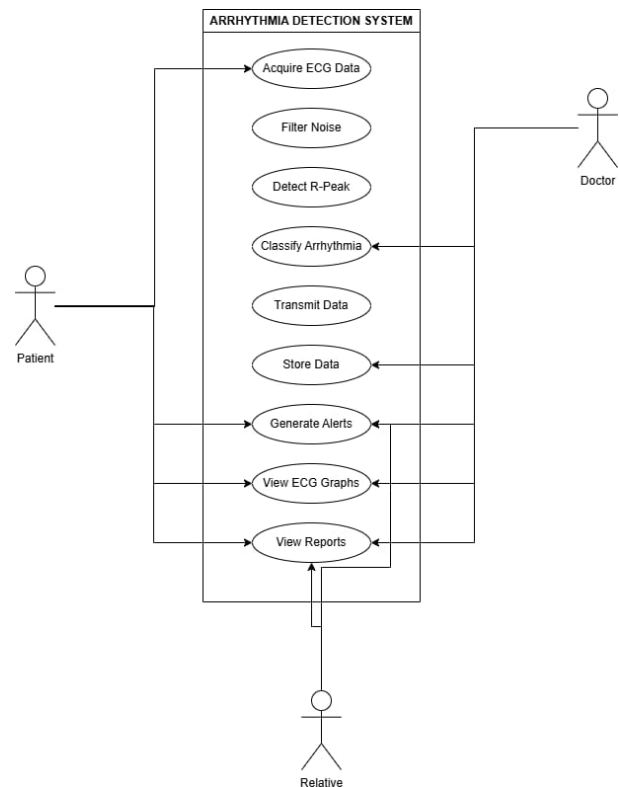 ARRHYTHMIA DETECTION SYSTEM
Acquire ECG Data
Filter Noise
Doctor
Detect R-Peak
Classify Arrhythmia
Transmit Data
Patient
Store Data
Generate Alerts
View ECG Graphs
View Reports
Relative